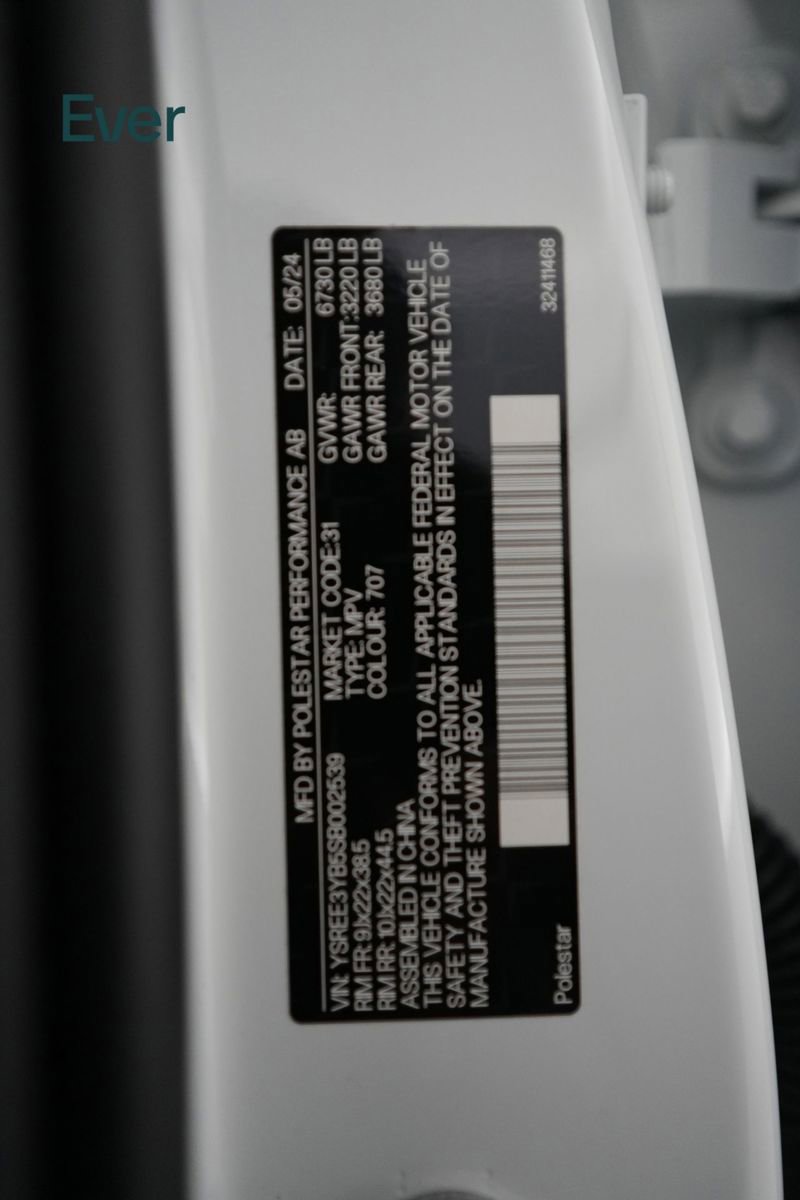 Ever
MFD BY POLESTAR PERFORMANCE AB DATE: 05/24
VIN: YSREE3YB5SB002539 MARKET CODE:31 GVWR: 6730 LB
RIM FR: 9Jx22x38.5 TYPE: MPV GAWR FRONT:3220 LB
RIM RR: 10Jx22x44.5 COLOUR: 707 GAWR REAR: 3680 LB
ASSEMBLED IN CHINA
THIS VEHICLE CONFORMS TO ALL APPLICABLE FEDERAL MOTOR VEHICLE
SAFETY AND THEFT PREVENTION STANDARDS IN EFFECT ON THE DATE OF
MANUFACTURE SHOWN ABOVE.
Polestar 32411468